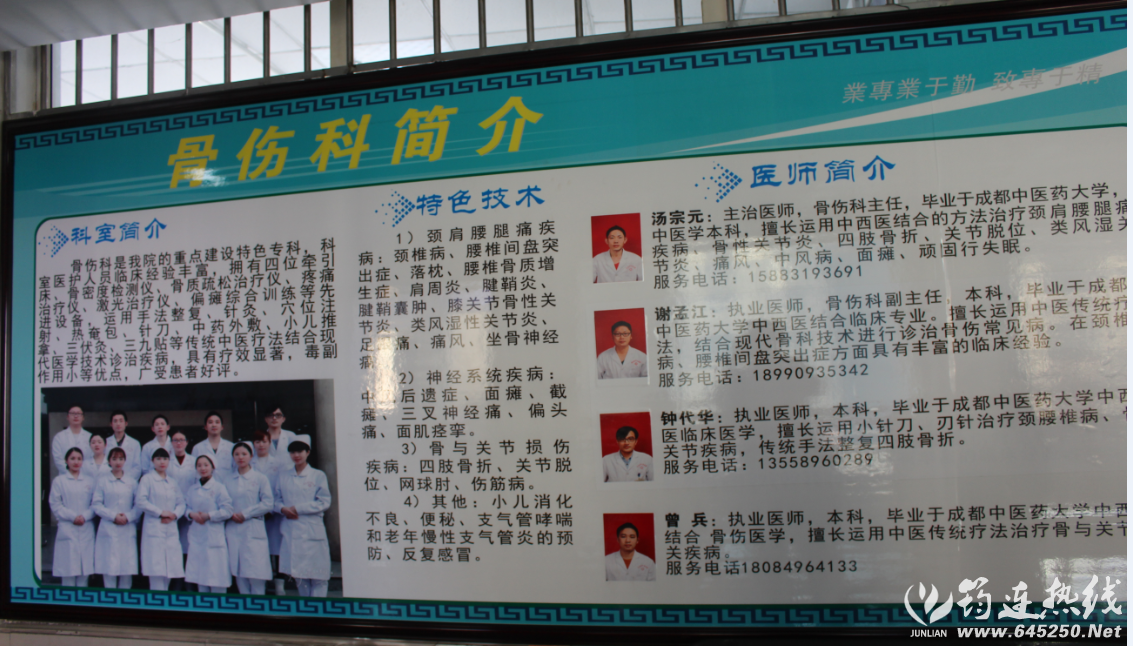 業專業于勤 致專于精
骨伤科简介
科室简介
骨伤科是我院的重点建设特色专科，科
室医护人员临床经验丰富，拥有四位牵引
床、骨密度检测仪、骨质疏松治疗仪、疼痛
治疗仪、激光治疗仪、偏瘫综合训练等先
进设备。运用手法整复、针灸、穴位注
射、热奄包、针刀、中药外敷、小儿推
拿、三伏灸、三九贴等传统中医疗法结合现
代医学技术诊治疾病，具有疗效显著，毒副
作用小等优点，广受患者好评。
特色技术
1）颈肩腰腿痛疾
病：颈椎病、腰椎间盘突
出症、落枕、腰椎骨质增
生症、肩周炎、腱鞘炎、
腱鞘囊肿、膝关节骨性关
节炎、类风湿性关节炎、
足 痛、痛风、坐骨神经
痛
2）神经系统疾病：
中 后遗症、面瘫、截
瘫、三叉神经痛、偏头
痛、面肌痉挛。
3）骨与关节损伤
疾病：四肢骨折、关节脱
位、网球肘、伤筋病。
4）其他：小儿消化
不良、便秘、支气管哮喘
和老年慢性支气管炎的预
防、反复感冒。
医师简介
汤宗元：主治医师，骨伤科主任，毕业于成都中医药大学，
中医学本科，擅长运用中西医结合的方法治疗颈肩腰腿痛
疾病、骨性关节炎、四肢骨折、关节脱位、类风湿关
节炎、痛风、中风病、面瘫、顽固行失眠。
服务电话：15883193691
谢孟江：执业医师，骨伤科副主任，本科，毕业于成都
中医药大学中西医结合临床专业。擅长运用中医传统疗
法，结合现代骨科技术进行诊治骨伤常见病。在颈椎
病、腰椎间盘突出症方面具有丰富的临床经验。
服务电话：18990935342
钟代华：执业医师，本科，毕业于成都中医药大学中西
医临床医学，擅长运用小针刀、刃针治疗颈腰椎病、
关节疾病，传统手法整复四肢骨折。
服务电话：13558960289
曾 兵：执业医师，本科，毕业于成都中医药大学中西
结合 骨伤医学，擅长运用中医传统疗法治疗骨与关节
关疾病。
服务电话18084964133
筠连热线
JUNLIAN www.645250.Net